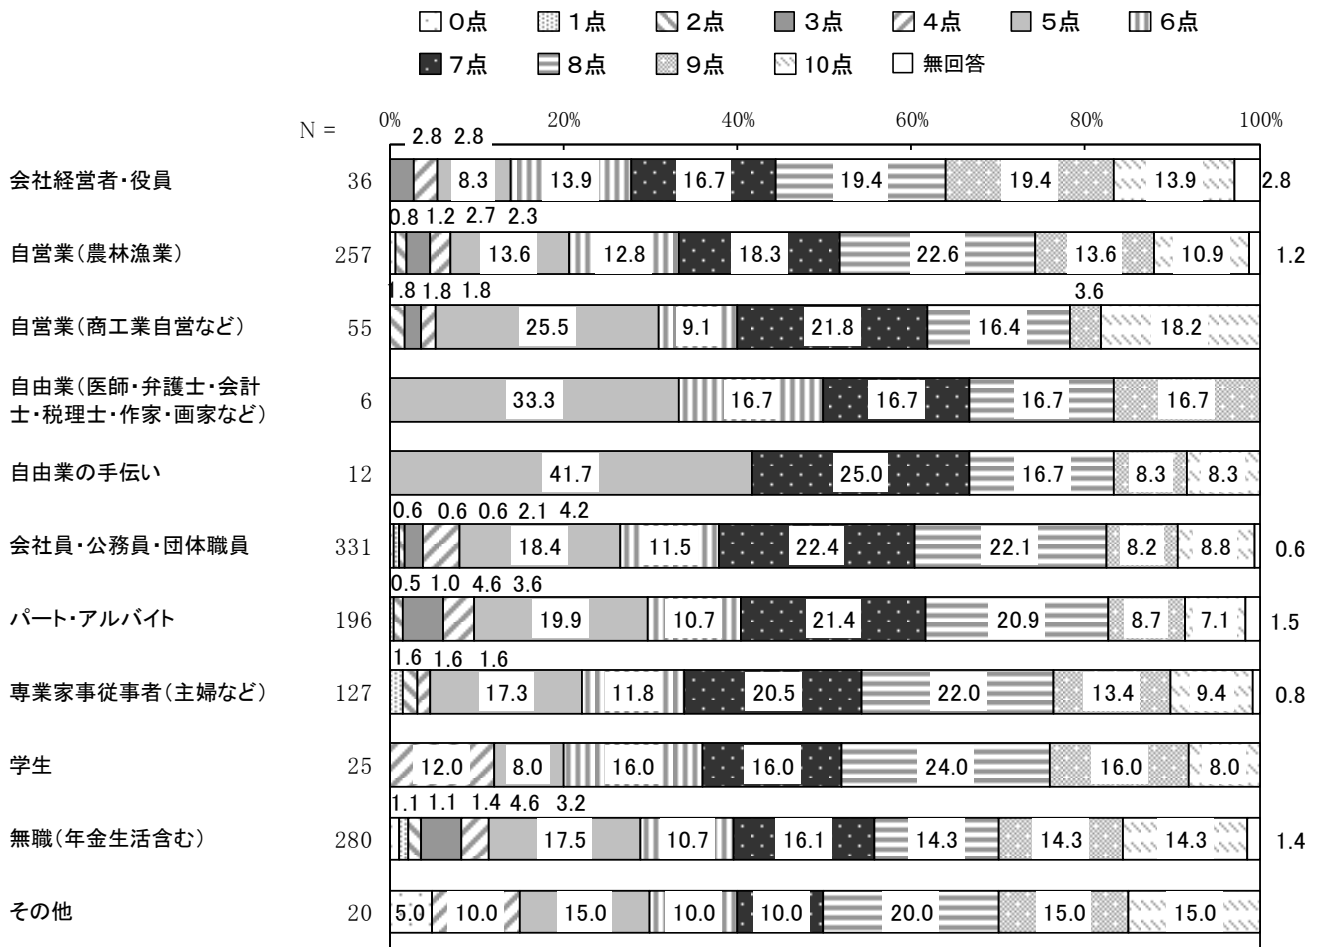 ０点 １点 ２点 ３点 ４点 ５点 ６点
７点 ８点 ９点 10点 無回答
N = 0% 20% 40% 60% 80% 100%
2.8 2.8
会社経営者・役員 36 8.3 13.9 16.7 19.4 19.4 13.9 2.8
0.8 1.2 2.7 2.3
自営業（農林漁業） 257 13.6 12.8 18.3 22.6 13.6 10.9 1.2
1.8 1.8 1.8 3.6
自営業（商工業自営など） 55 25.5 9.1 21.8 16.4 18.2
自由業（医師・弁護士・会計
士・税理士・作家・画家など） 6 33.3 16.7 16.7 16.7 16.7
自由業の手伝い 12 41.7 25.0 16.7 8.3 8.3
0.6 0.6 0.6 2.1 4.2
会社員・公務員・団体職員 331 18.4 11.5 22.4 22.1 8.2 8.8 0.6
0.5 1.0 4.6 3.6
パート・アルバイト 196 19.9 10.7 21.4 20.9 8.7 7.1 1.5
1.6 1.6 1.6
専業家事従事者（主婦など） 127 17.3 11.8 20.5 22.0 13.4 9.4 0.8
学生 25 12.0 8.0 16.0 16.0 24.0 16.0 8.0
1.1 1.1 1.4 4.6 3.2
無職（年金生活含む） 280 17.5 10.7 16.1 14.3 14.3 14.3 1.4
その他 20 5.0 10.0 15.0 10.0 10.0 20.0 15.0 15.0